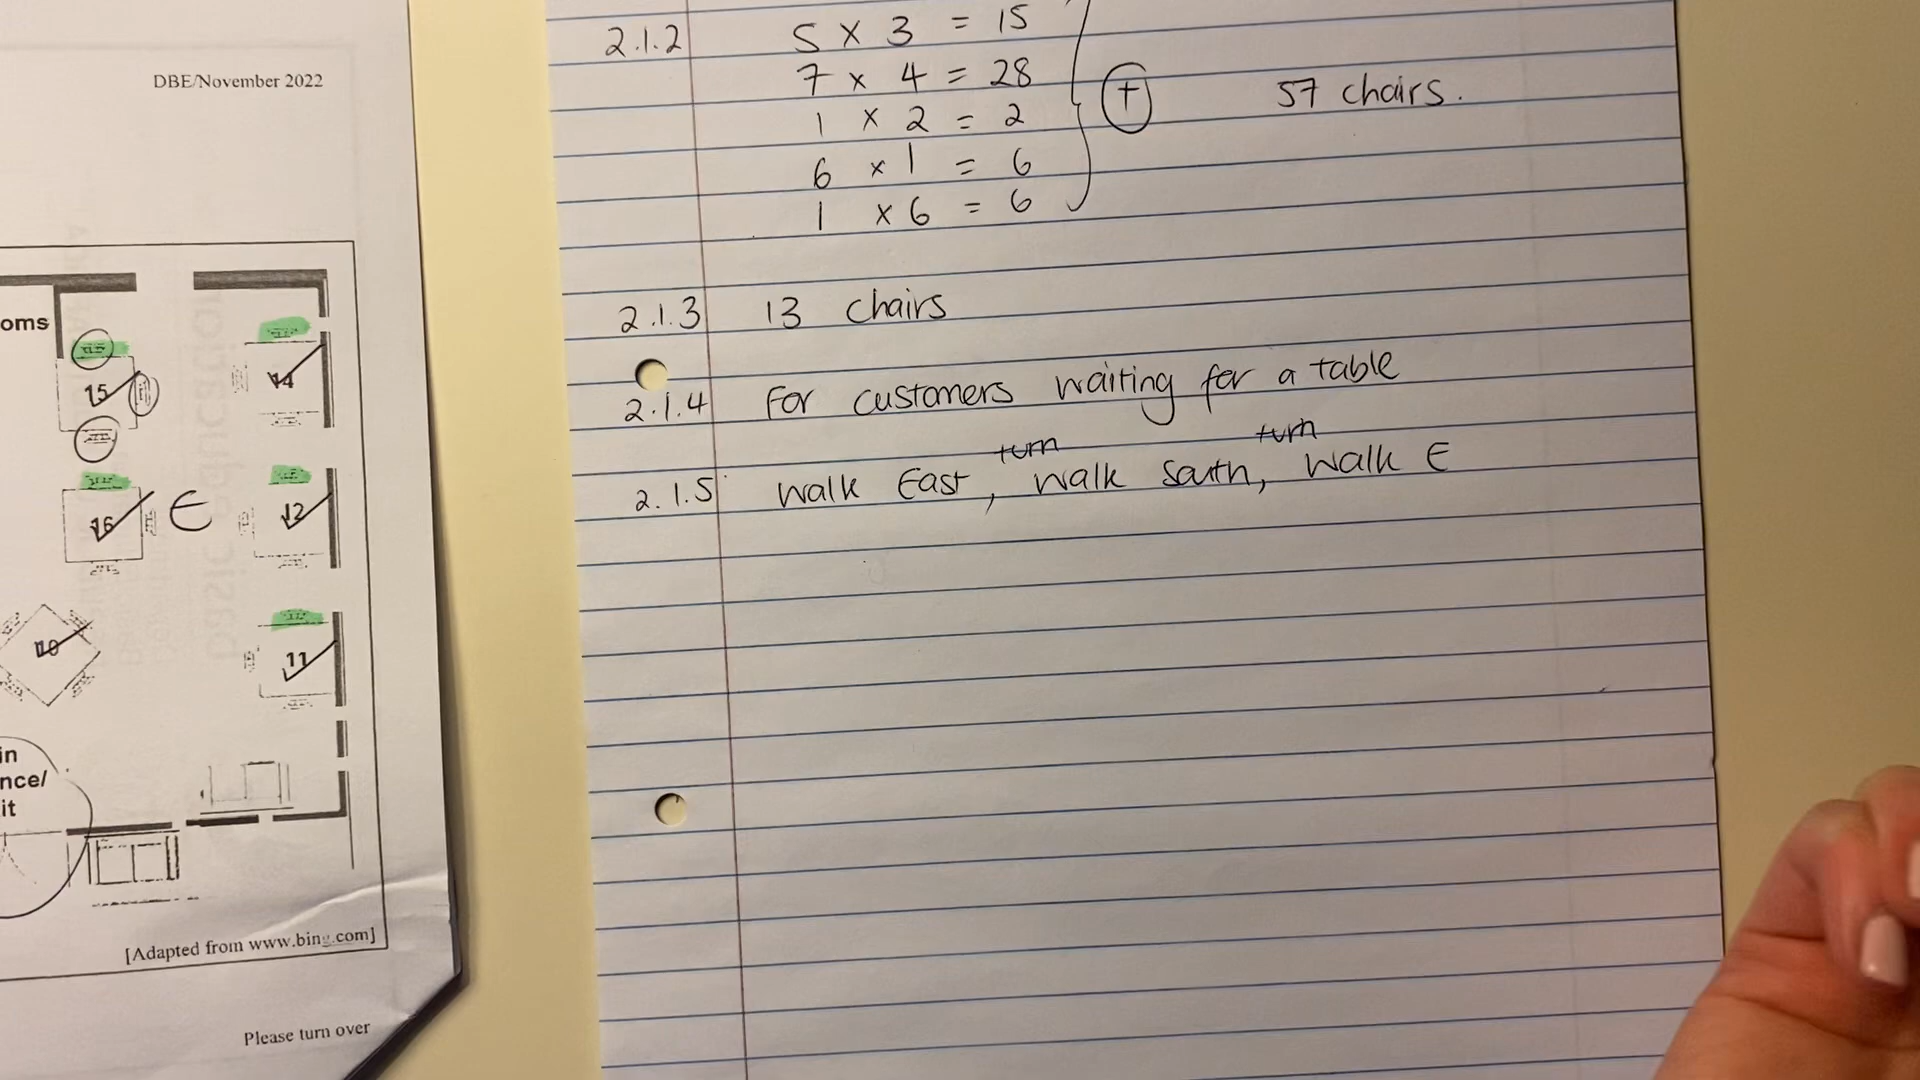 DBE/November 2022
oms
15
14
16
E
12
10
11
in
nce/
it
[Adapted from www.bing.com]
Please turn over
2.1.2 5 x 3 = 15
7 x 4 = 28
1 x 2 = 2
6 x 1 = 6
1 x 6 = 6
+ 57 chairs.
2.1.3 13 chairs
2.1.4 For customers waiting for a table
turn turn
2.1.5 Walk East, walk South, walk E